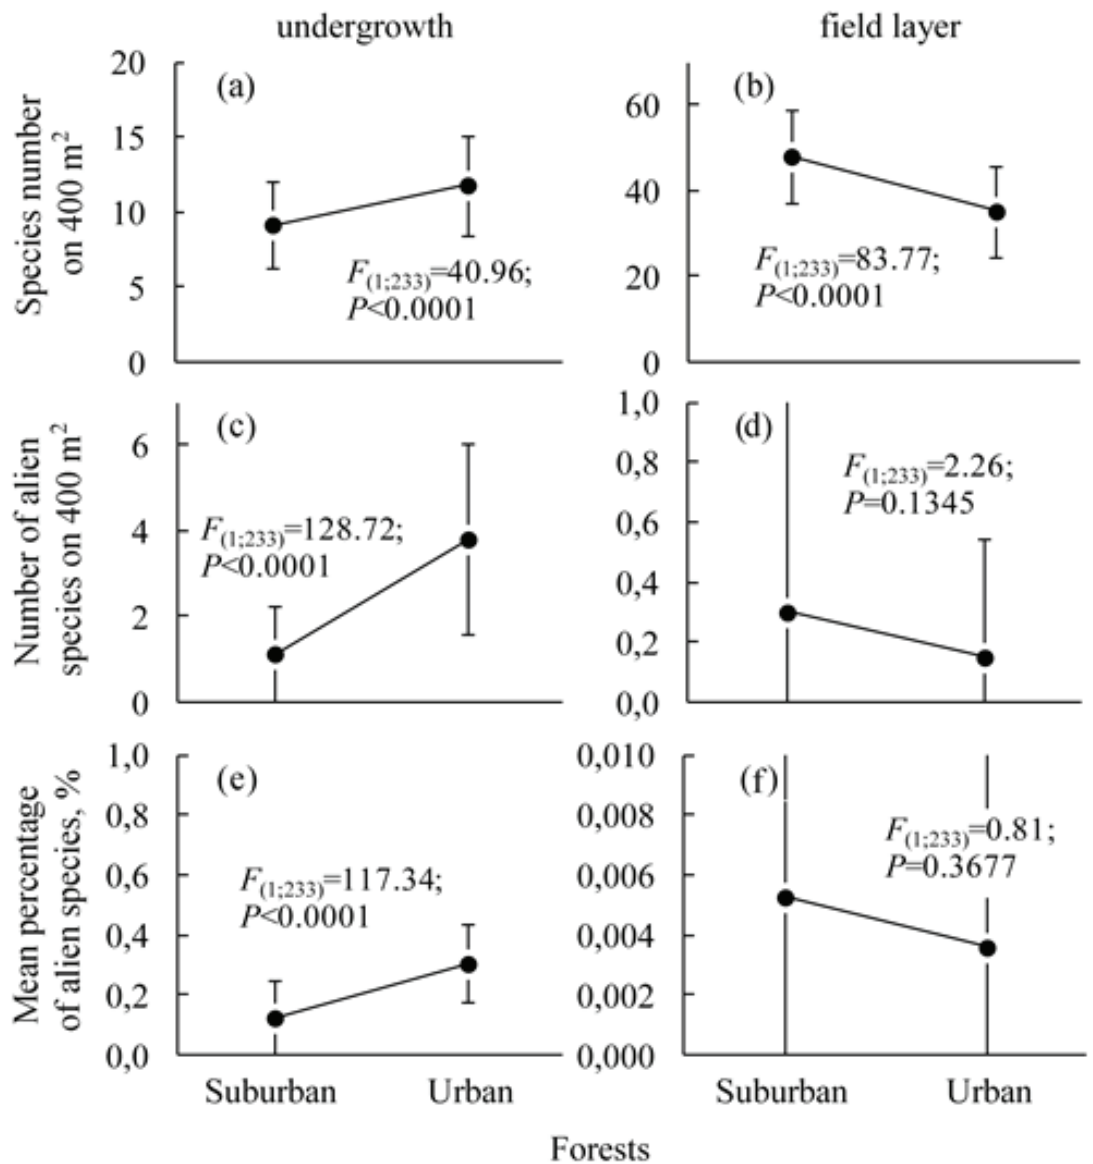 undergrowth
field layer
Species number
on 400 m²
20
15
10
5
0
(a)
F(1;233)=40.96;
P<0.0001
60
40
20
0
(b)
F(1;233)=83.77;
P<0.0001
Number of alien
species on 400 m²
6
4
2
0
(c)
F(1;233)=128.72;
P<0.0001
1,0
0,8
0,6
0,4
0,2
0,0
(d)
F(1;233)=2.26;
P=0.1345
Mean percentage
of alien species, %
1,0
0,8
0,6
0,4
0,2
0,0
(e)
F(1;233)=117.34;
P<0.0001
0,010
0,008
0,006
0,004
0,002
0,000
(f)
F(1;233)=0.81;
P=0.3677
Suburban
Urban
Suburban
Urban
Forests